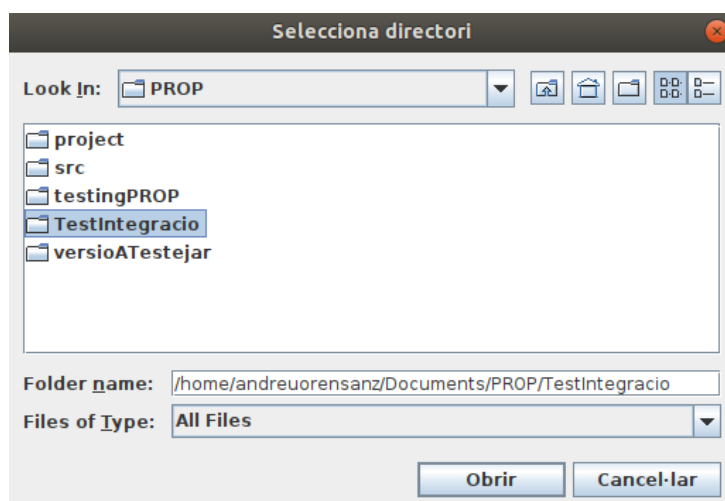 Selecciona directori
Look In: PROP
project
src
testingPROP
TestIntegracio
versioATestejar
Folder name: /home/andreuorensanz/Documents/PROP/TestIntegracio
Files of Type: All Files
Obrir Cancel·lar